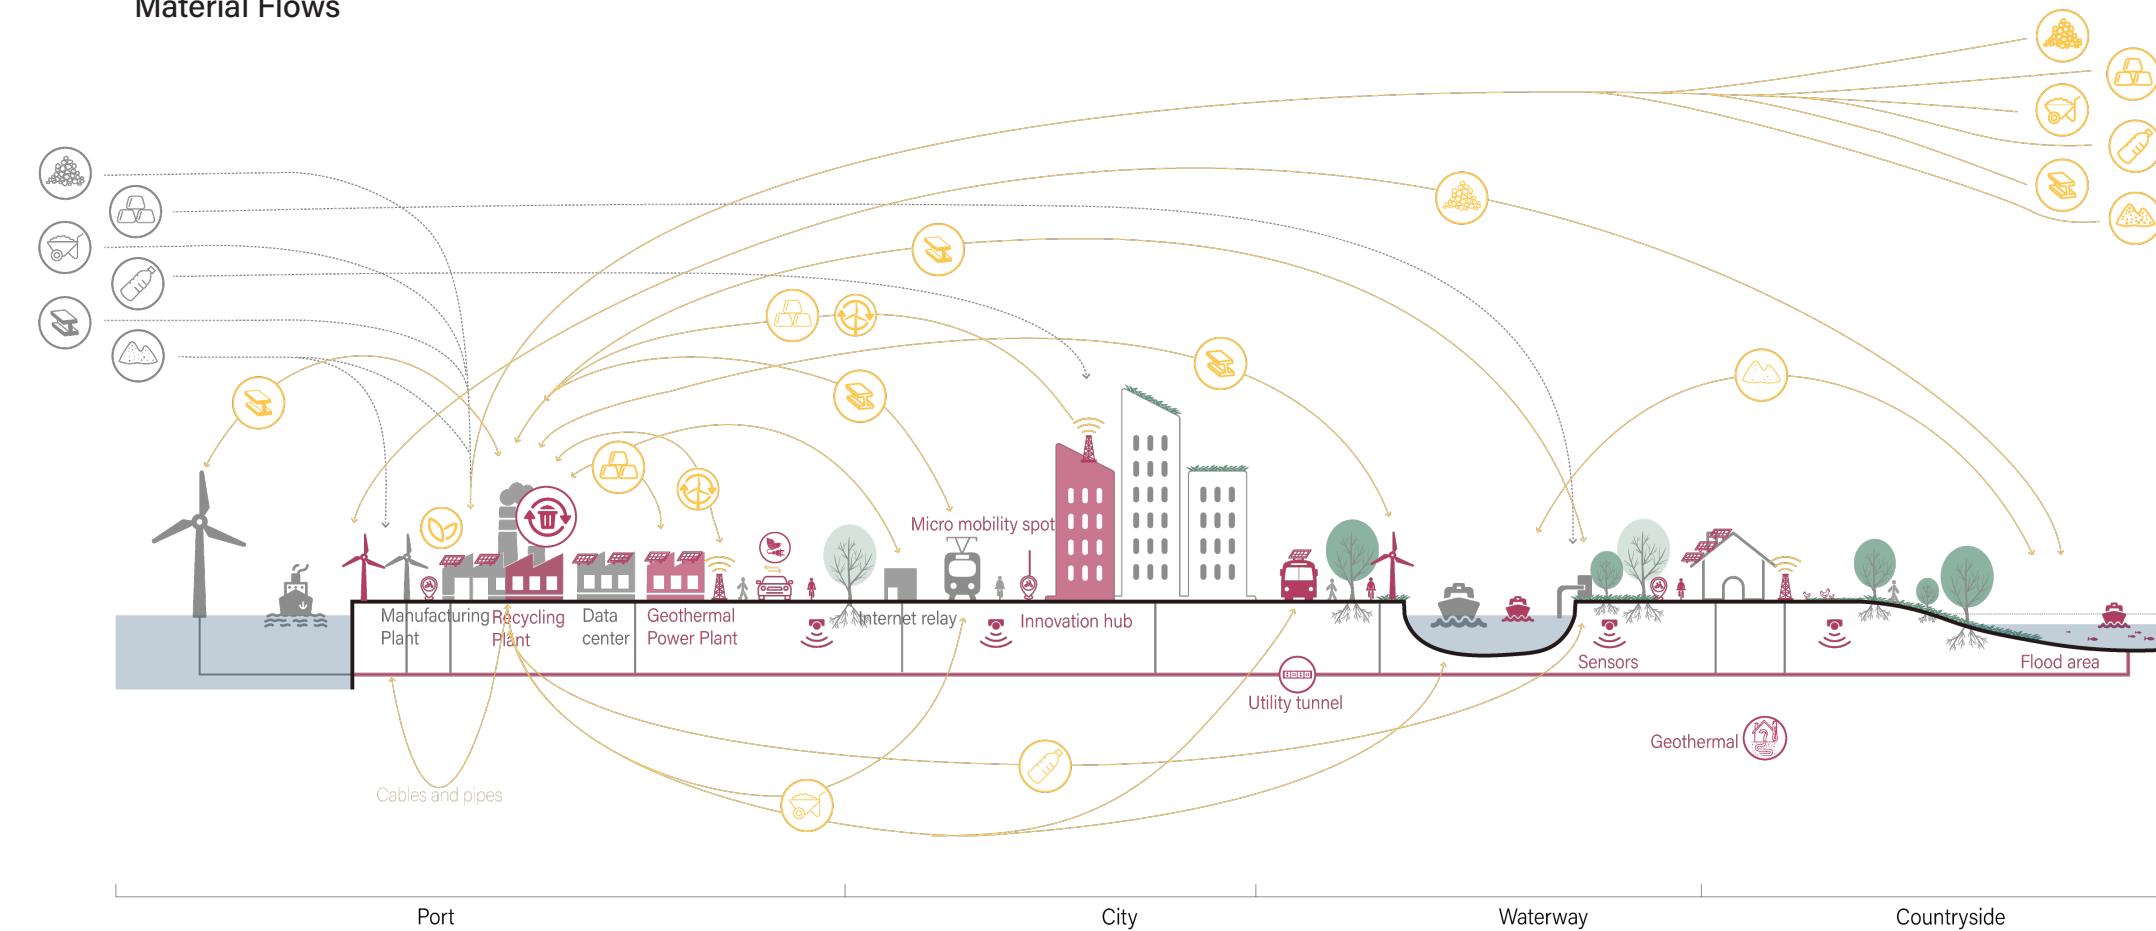 Material Flows
Micro mobility spot
Manufacturing
Plant
Recycling
Plant
Data
center
Geothermal
Power Plant
Internet relay
Innovation hub
Sensors
Flood area
Utility tunnel
Geothermal
Cables and pipes
Port
City
Waterway
Countryside